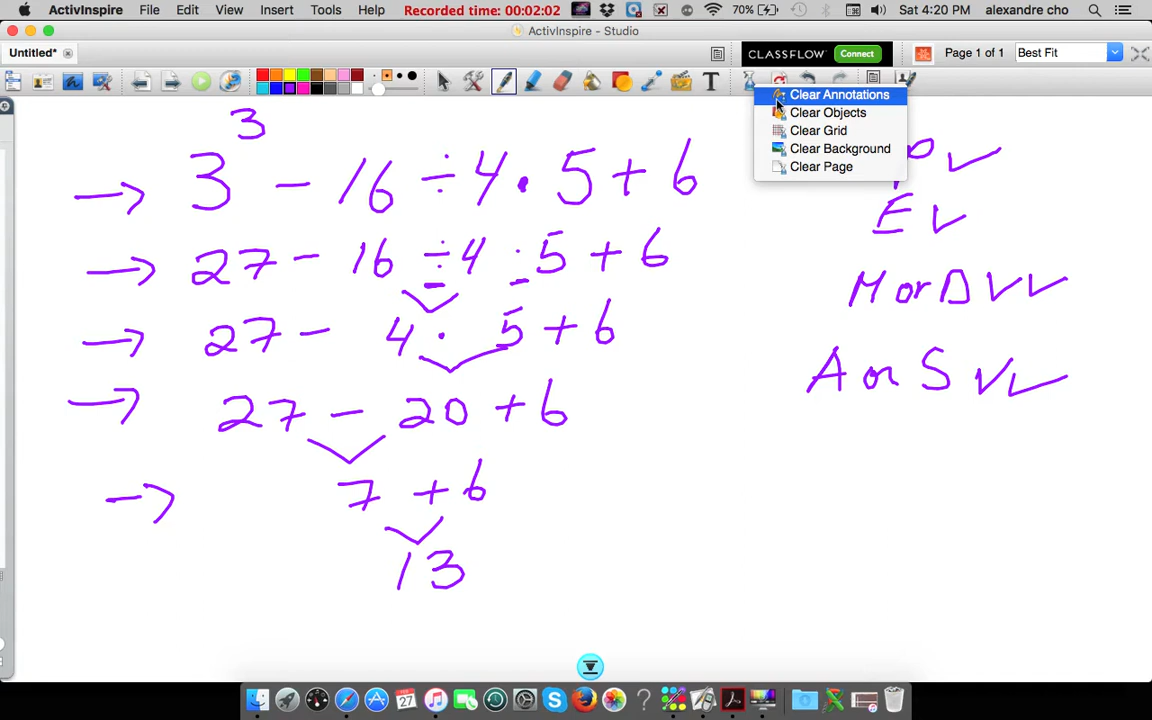 ActivInspire File Edit View Insert Tools Help Recorded time: 00:02:02 70% Sat 4:20 PM alexandre cho
ActivInspire - Studio
Untitled* CLASSFLOW Connect Page 1 of 1 Best Fit
T
Clear Annotations
Clear Objects
Clear Grid
Clear Background
Clear Page
→ 3³ - 16 ÷ 4 · 5 + 6
→ 27 - 16 ÷ 4 · 5 + 6
→ 27 - 4 · 5 + 6
→ 27 - 20 + 6
→ 7 + 6
13
P ✓
E ✓
M or D ✓✓
A or S ✓✓
27